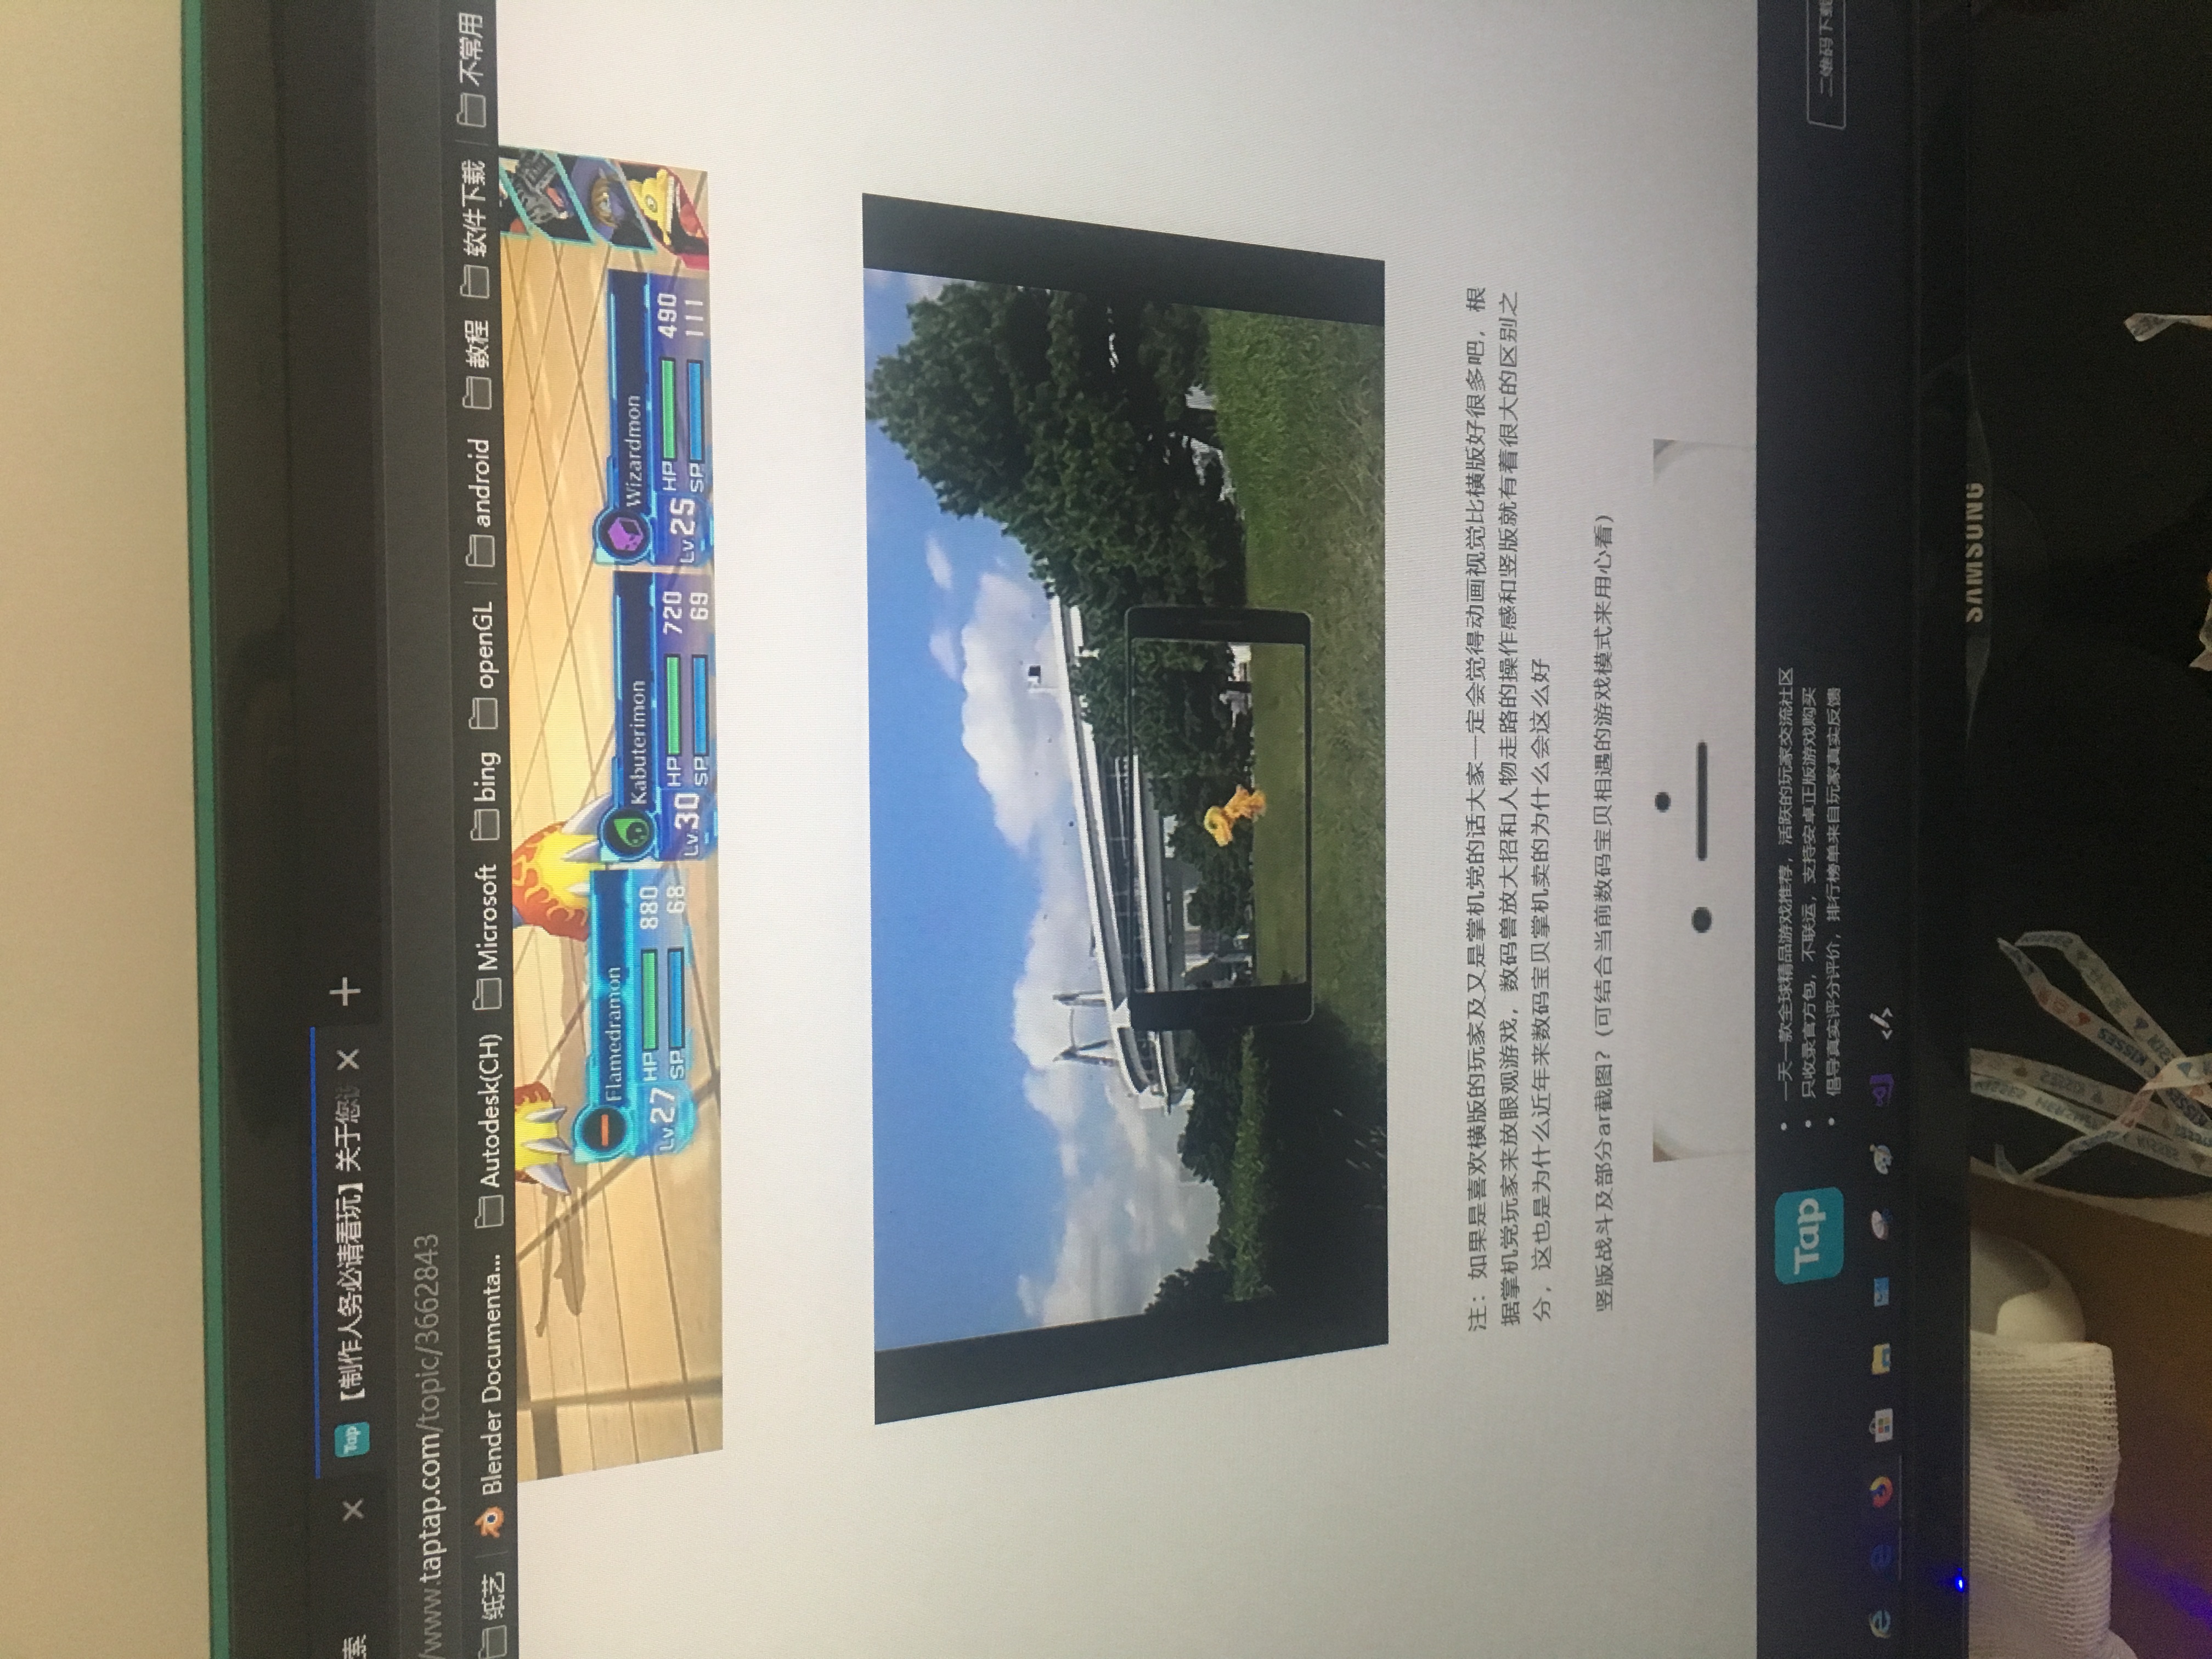 索
Tap 【制作人务必请看玩】关于您
/www.taptap.com/topic/3662843
纸艺 Blender Documenta... Autodesk(CH) Microsoft bing openGL android 教程 软件下载 不常用
Flamedramon
HP 880
Lv 27
SP 68
Kabuterimon
HP 720
Lv 30
SP 69
Wizardmon
HP 490
Lv 25
SP 111
注：如果是喜欢横版的玩家及又是掌机党的话大家一定会觉得动画视觉比横版好很多吧，根
据掌机党玩家来放眼观游戏，数码兽放大招和人物走路的操作感和竖版就有着很大的区别之
分，这也是为什么近年来数码宝贝掌机卖的为什么会这么好
竖版战斗及部分ar截图？(可结合当前数码宝贝相遇的游戏模式来用心看)
Tap
• 一天一款全球精品游戏推荐，活跃的玩家交流社区
• 只收录官方包，不联运，支持安卓正版游戏购买
• 倡导真实评分评价，排行榜单来自玩家真实反馈
二维码下载
SAMSUNG
KISSES
KISSES